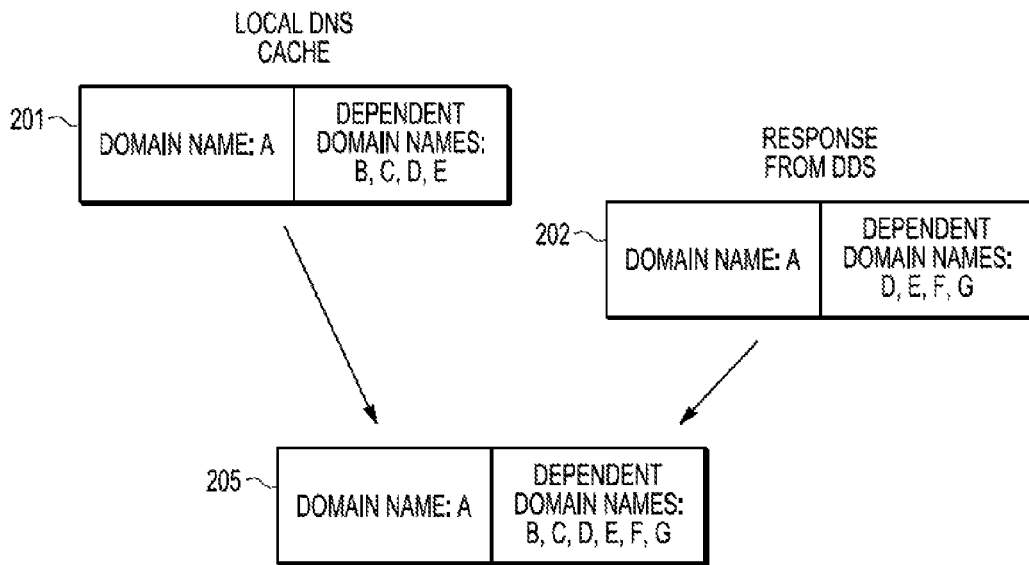 LOCAL DNS
CACHE
201
DOMAIN NAME: A
DEPENDENT
DOMAIN NAMES:
B, C, D, E
RESPONSE
FROM DDS
202
DOMAIN NAME: A
DEPENDENT
DOMAIN NAMES:
D, E, F, G
205
DOMAIN NAME: A
DEPENDENT
DOMAIN NAMES:
B, C, D, E, F, G